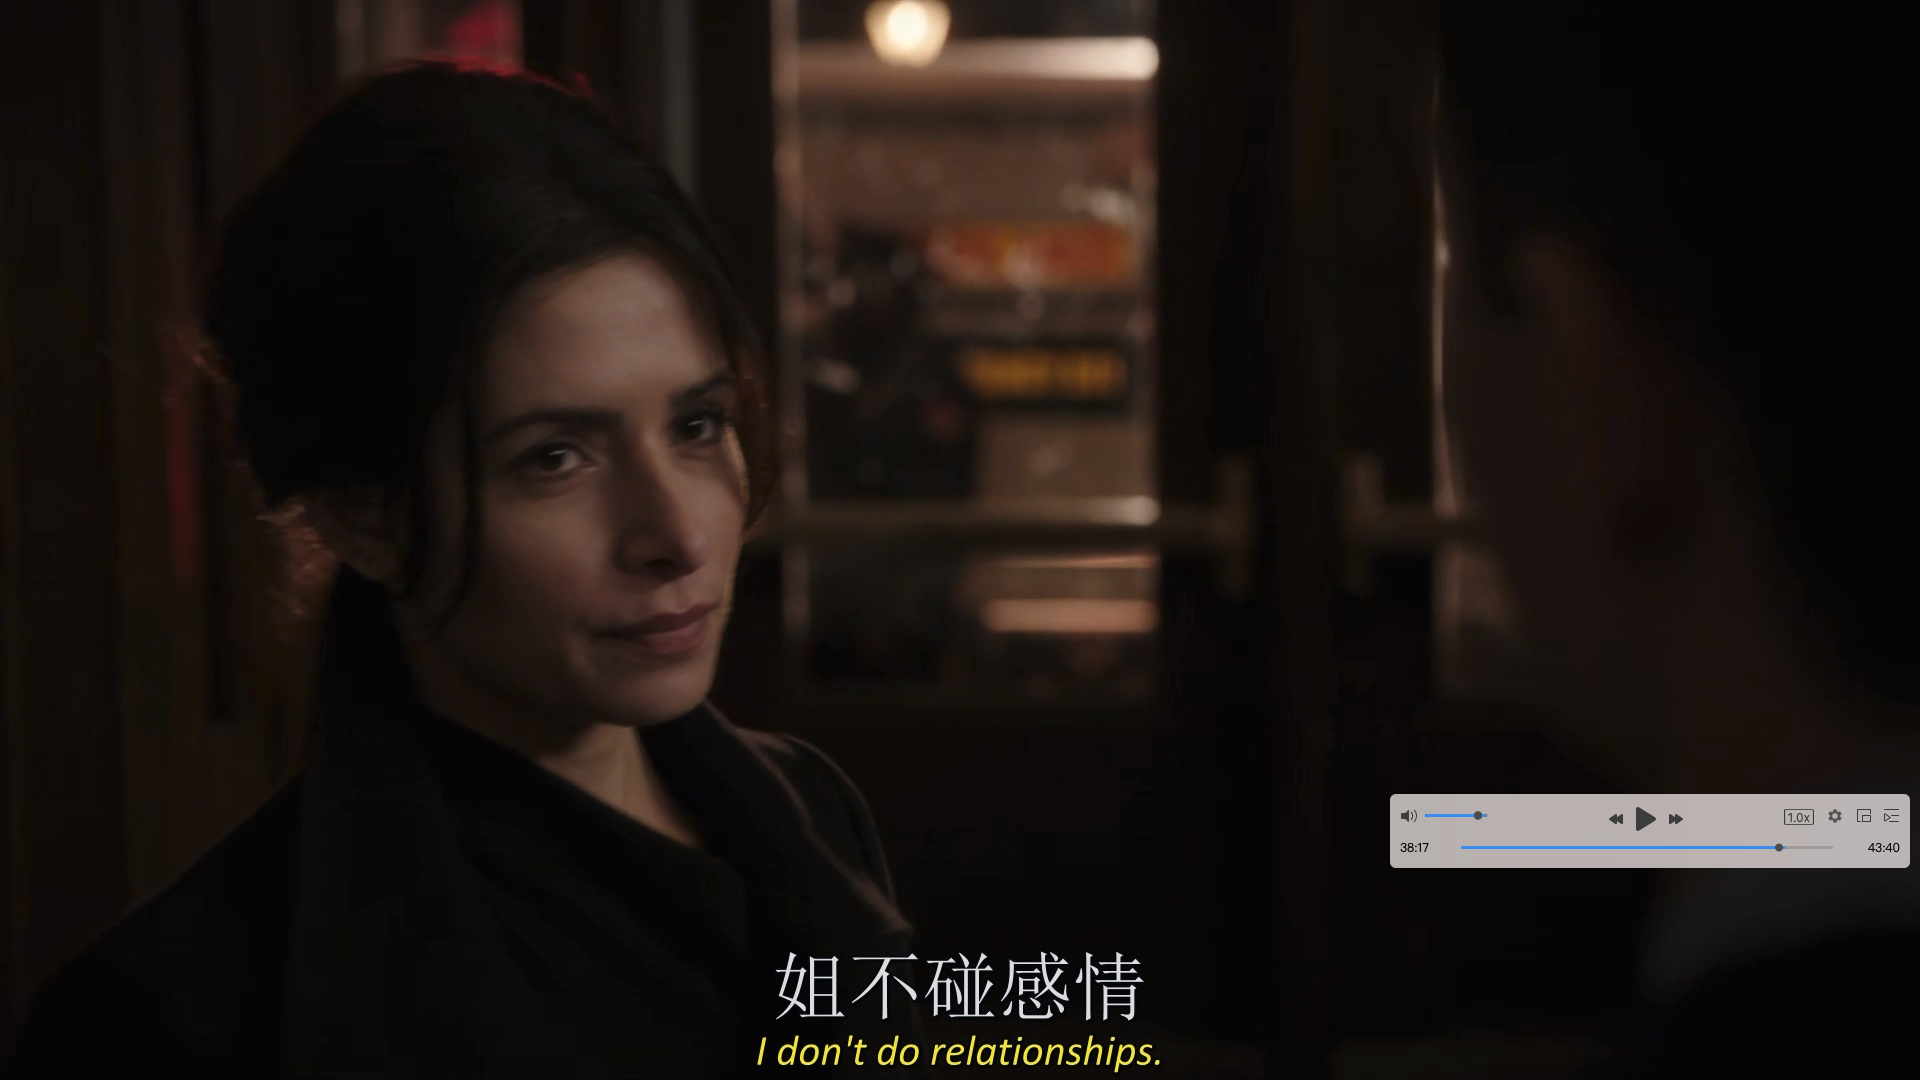 1.0x
38:17
43:40
姐不碰感情
I don't do relationships.